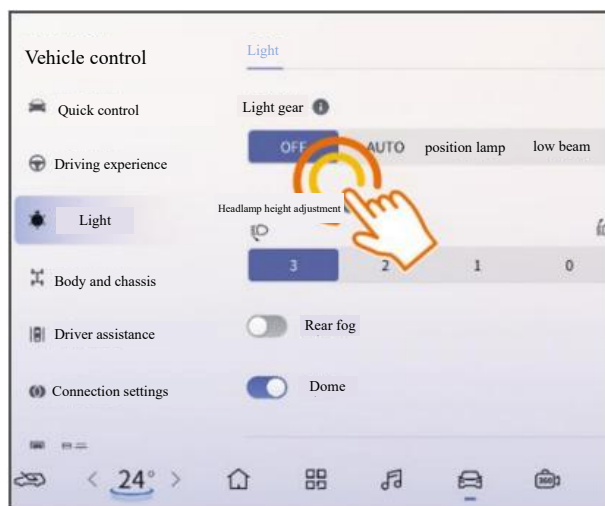 Vehicle control
Light
Quick control
Light gear
OFF AUTO position lamp low beam
Driving experience
Light
Headlamp height adjustment
3 2 1 0
Body and chassis
Rear fog
Driver assistance
Dome
Connection settings
< 24° >
360